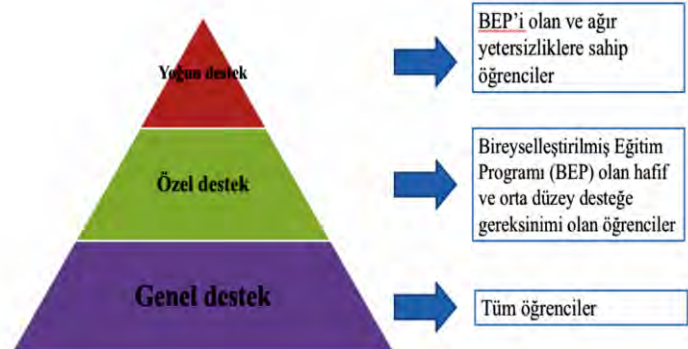 Yoğun destek
BEP'i olan ve ağır
yetersizliklere sahip
öğrenciler
Özel destek
Bireyselleştirilmiş Eğitim
Programı (BEP) olan hafif
ve orta düzey desteğe
gereksinimi olan öğrenciler
Genel destek
Tüm öğrenciler